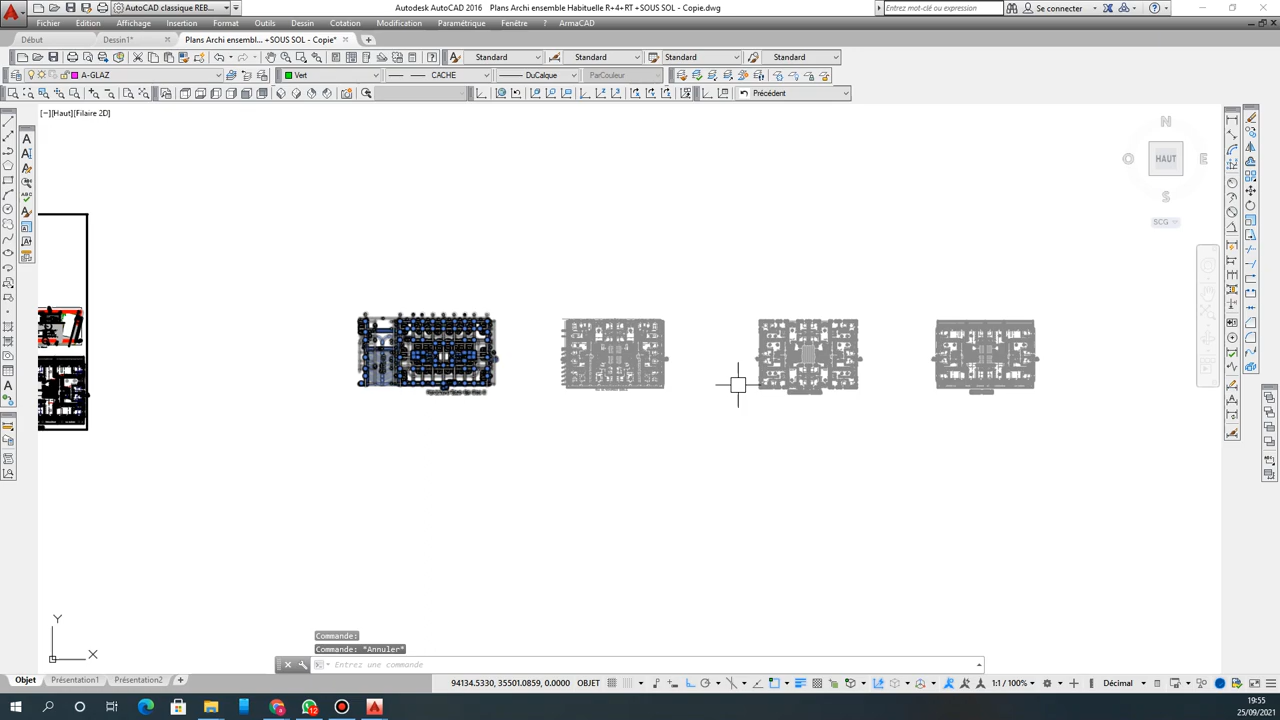 AutoCAD classique REB...
Autodesk AutoCAD 2016
Plans Archi ensemble Habituelle R+4+RT +SOUS SOL - Copie.dwg
Entrez mot-clé ou expression
Se connecter
Fichier
Edition
Affichage
Insertion
Format
Outils
Dessin
Cotation
Modification
Paramétrique
Fenêtre
?
ArmaCAD
Début
Dessin1*
Plans Archi ensembl... +SOUS SOL - Copie*
Standard
Standard
Standard
Standard
A-GLAZ
Vert
CACHE
DuCalque
ParCouleur
Précédent
[−][Haut][Filaire 2D]
N
O
HAUT
E
S
SCG
Y
X
Commande:
Commande: *Annuler*
Entrez une commande
Objet
Présentation1
Présentation2
94134.5330, 35501.0859, 0.0000
OBJET
1:1 / 100%
Décimal
12
19:55
25/09/2021